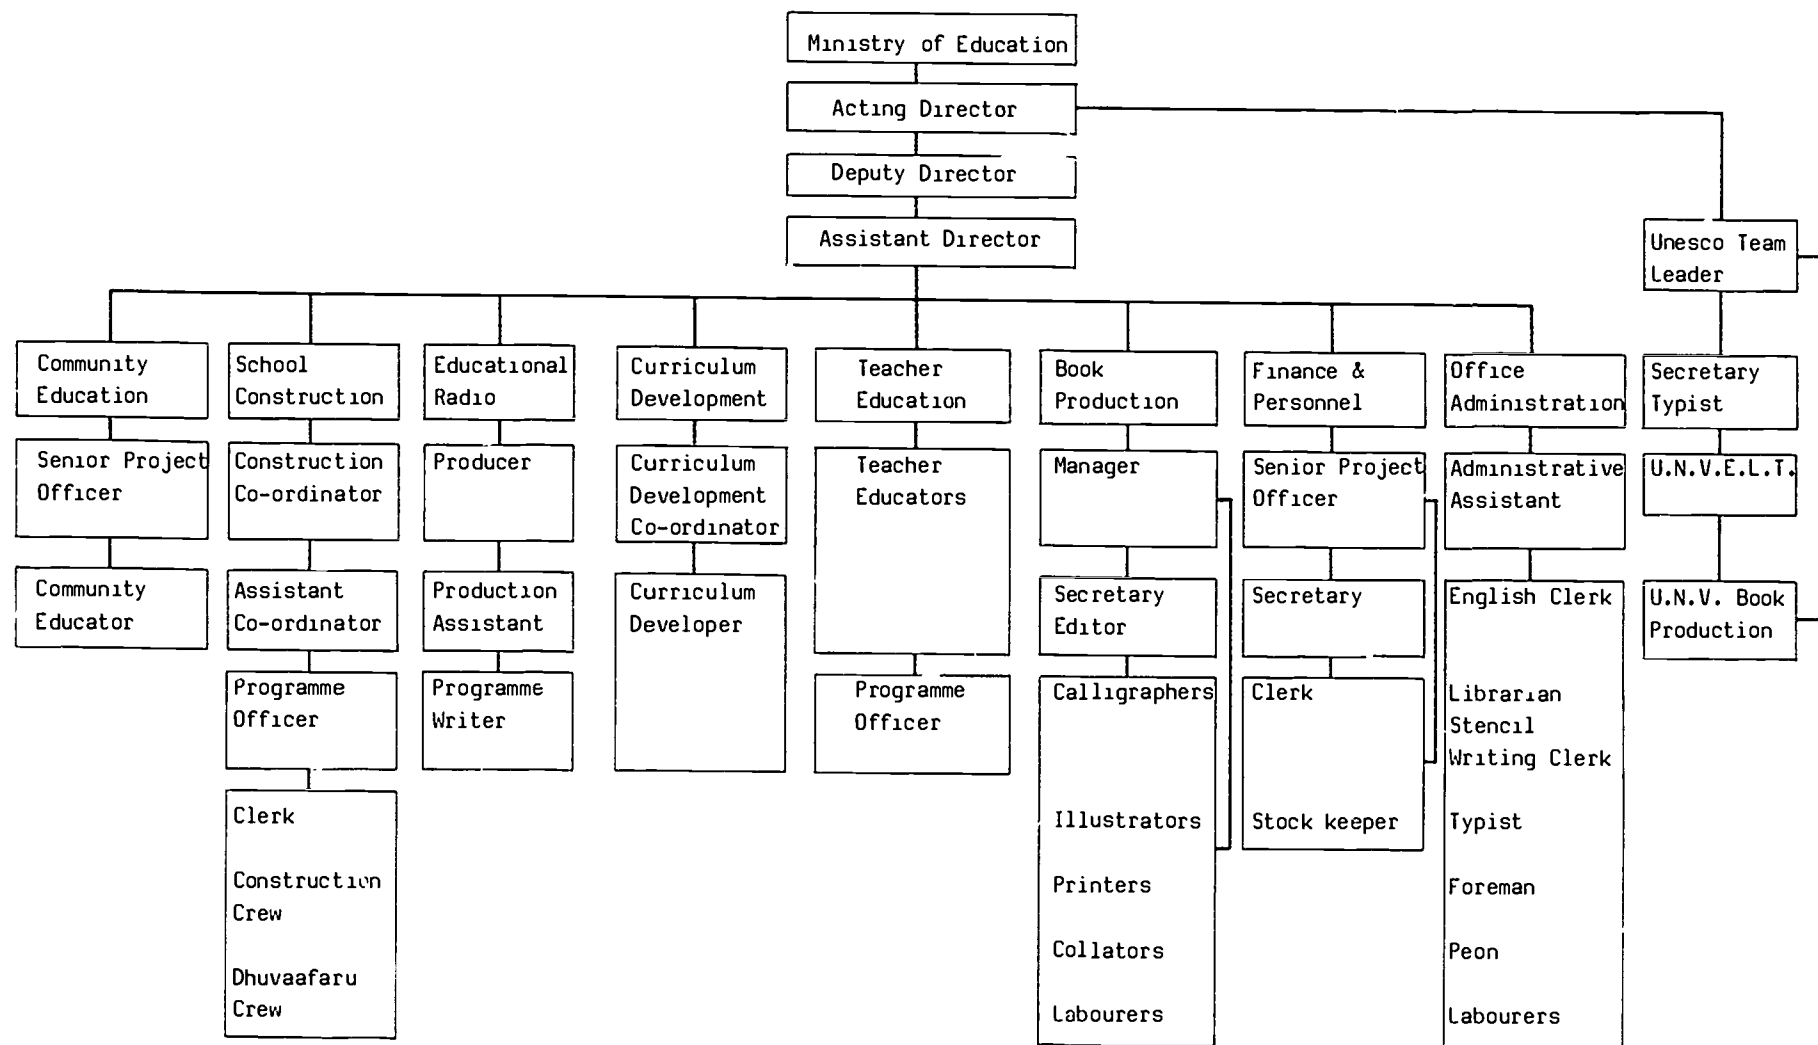 Ministry of Education
Acting Director
Deputy Director
Assistant Director
Unesco Team
Leader
Community
Education
School
Construction
Educational
Radio
Curriculum
Development
Teacher
Education
Book
Production
Finance &
Personnel
Office
Administration
Secretary
Typist
Senior Project
Officer
Construction
Co-ordinator
Producer
Curriculum
Development
Co-ordinator
Teacher
Educators
Manager
Senior Project
Officer
Administrative
Assistant
U.N.V.E.L.T.
Community
Educator
Assistant
Co-ordinator
Production
Assistant
Curriculum
Developer
Secretary
Editor
Secretary
English Clerk
Librarian
Stencil
Writing Clerk
Typist
Foreman
Peon
Labourers
U.N.V. Book
Production
Programme
Officer
Programme
Writer
Programme
Officer
Calligraphers
Illustrators
Printers
Collators
Labourers
Clerk
Stock keeper
Clerk
Construction
Crew
Dhuvaafaru
Crew